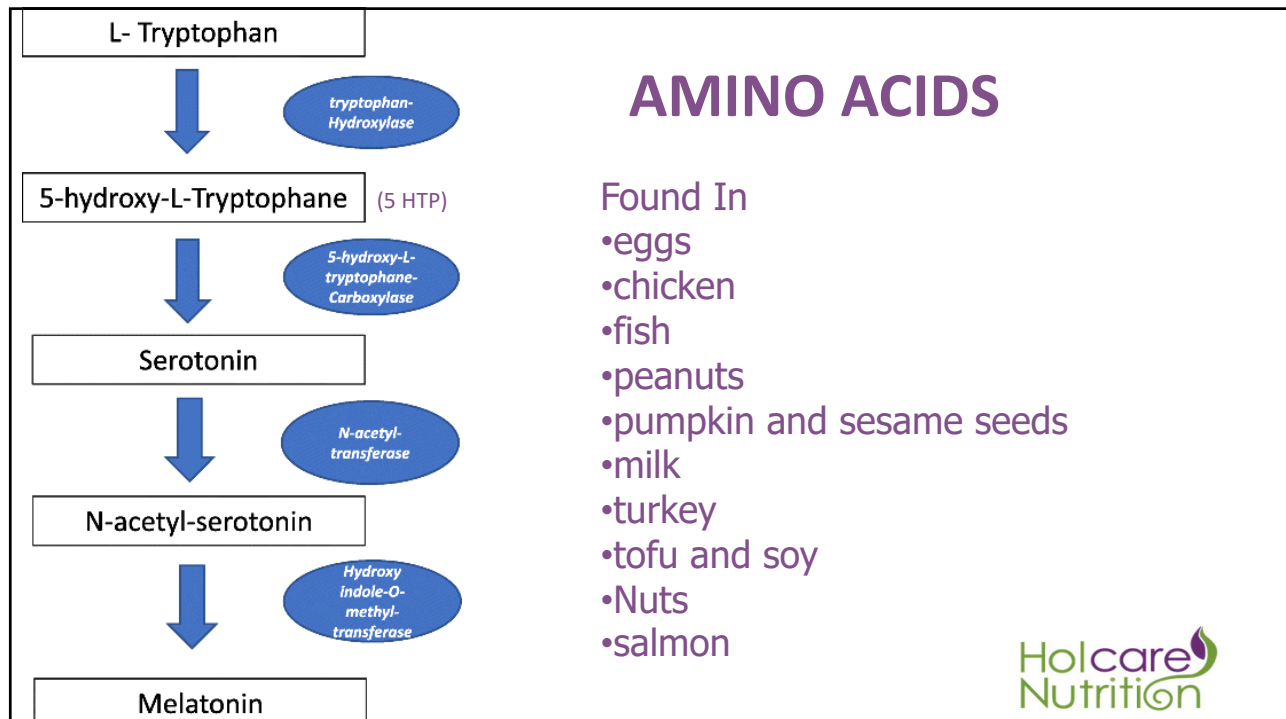 L- Tryptophan
tryptophan-
Hydroxylase
5-hydroxy-L-Tryptophane
(5 HTP)
5-hydroxy-L-
tryptophane-
Carboxylase
Serotonin
N-acetyl-
transferase
N-acetyl-serotonin
Hydroxy
indole-O-
methyl-
transferase
Melatonin
AMINO ACIDS
Found In
•eggs
•chicken
•fish
•peanuts
•pumpkin and sesame seeds
•milk
•turkey
•tofu and soy
•Nuts
•salmon
Holcare
Nutrition